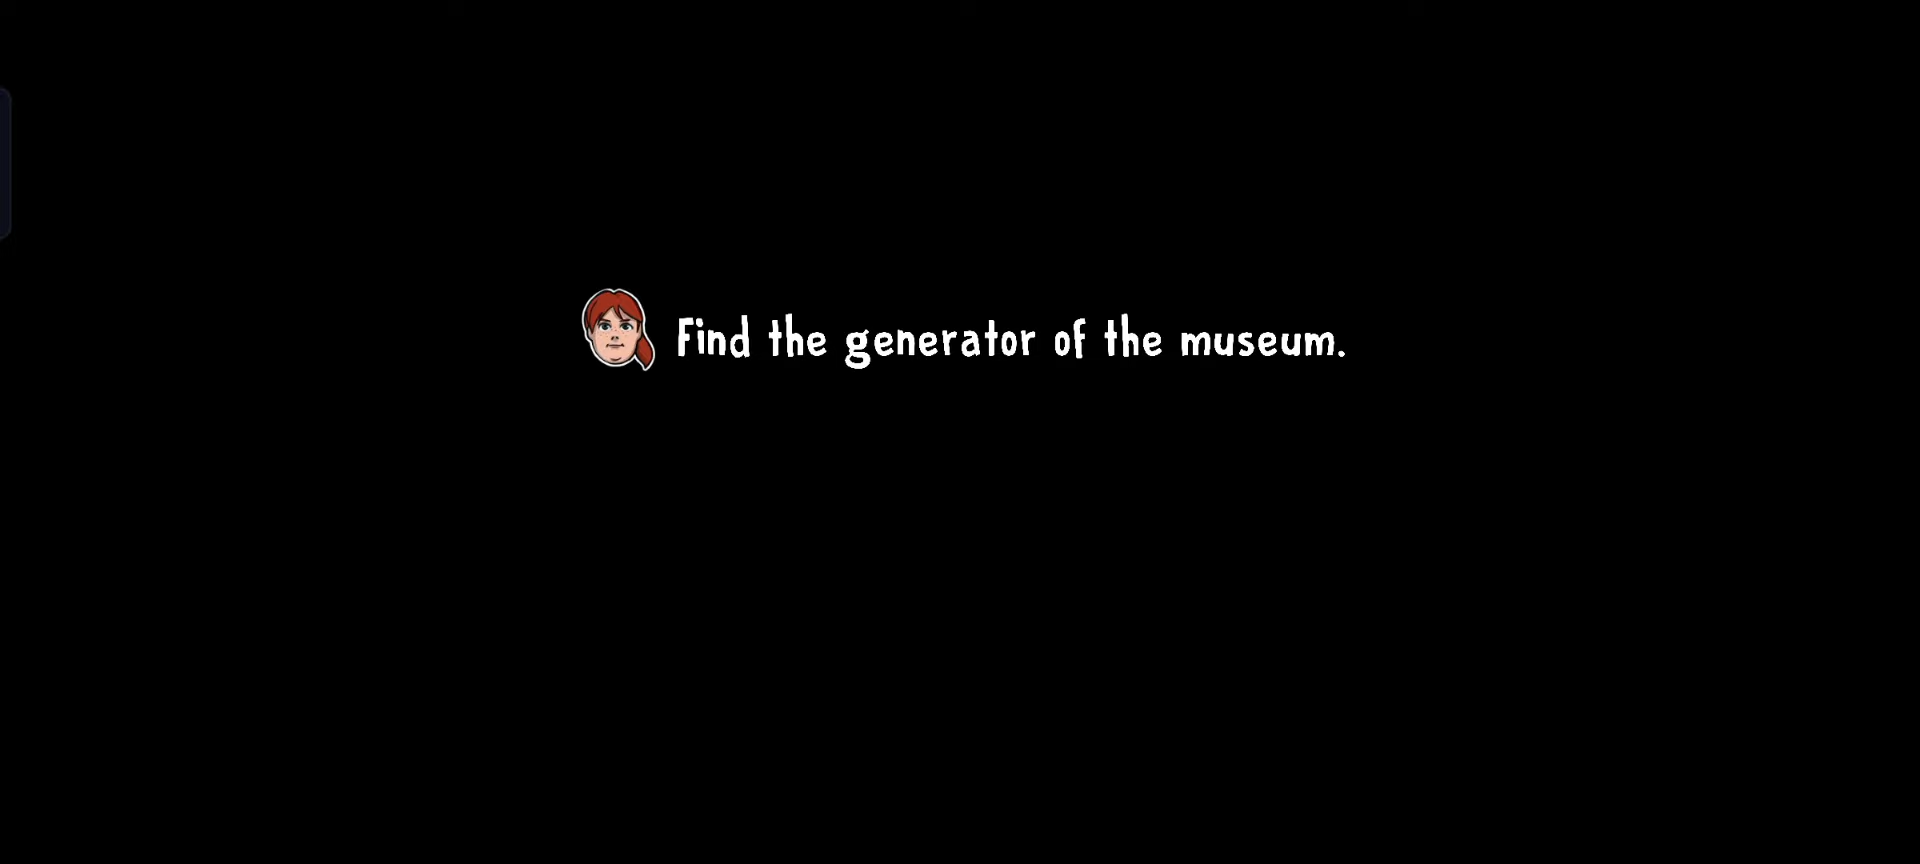 Find the generator of the museum.